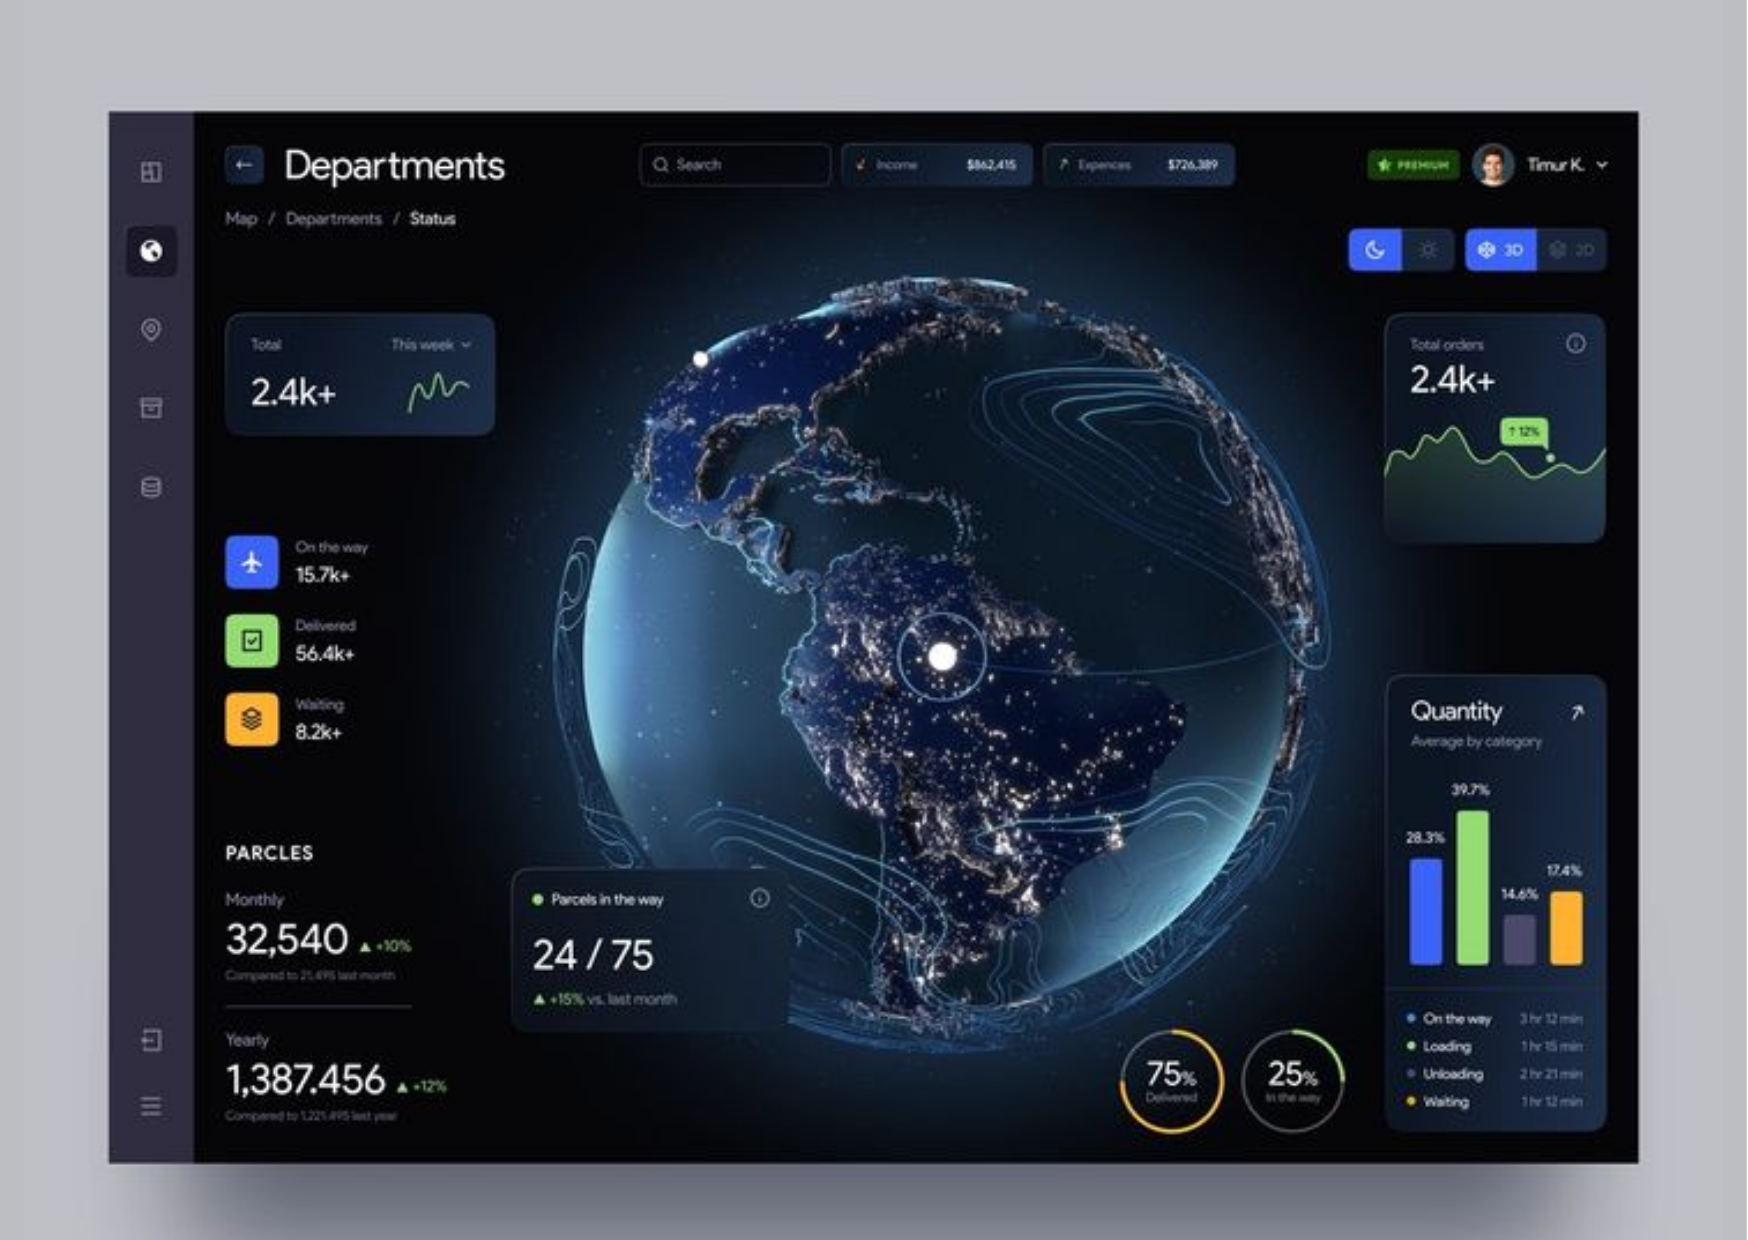 Departments
Search
Income $862,415
Expences $726,389
PREMIUM
Timur K.
Map / Departments / Status
3D
2D
Total
This week
2.4k+
On the way
15.7k+
Delivered
56.4k+
Waiting
8.2k+
PARCLES
Monthly
32,540 +10%
Compared to 21,495 last month
Yearly
1,387.456 +12%
Compared to 1,221.495 last year
Parcels in the way
24 / 75
+15% vs. last month
75%
Delivered
25%
In the way
Total orders
2.4k+
↑ 12%
Quantity
Average by category
39.7%
28.3%
17.4%
14.6%
On the way 3 hr 12 min
Loading 1 hr 15 min
Unloading 2 hr 21 min
Waiting 1 hr 12 min